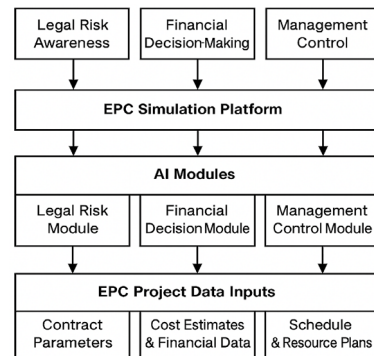 Legal Risk
Awareness
Financial
Decision-Making
Management
Control
EPC Simulation Platform
AI Modules
Legal Risk
Module
Financial
Decision Module
Management
Control Module
EPC Project Data Inputs
Contract
Parameters
Cost Estimates
& Financial Data
Schedule
& Resource Plans